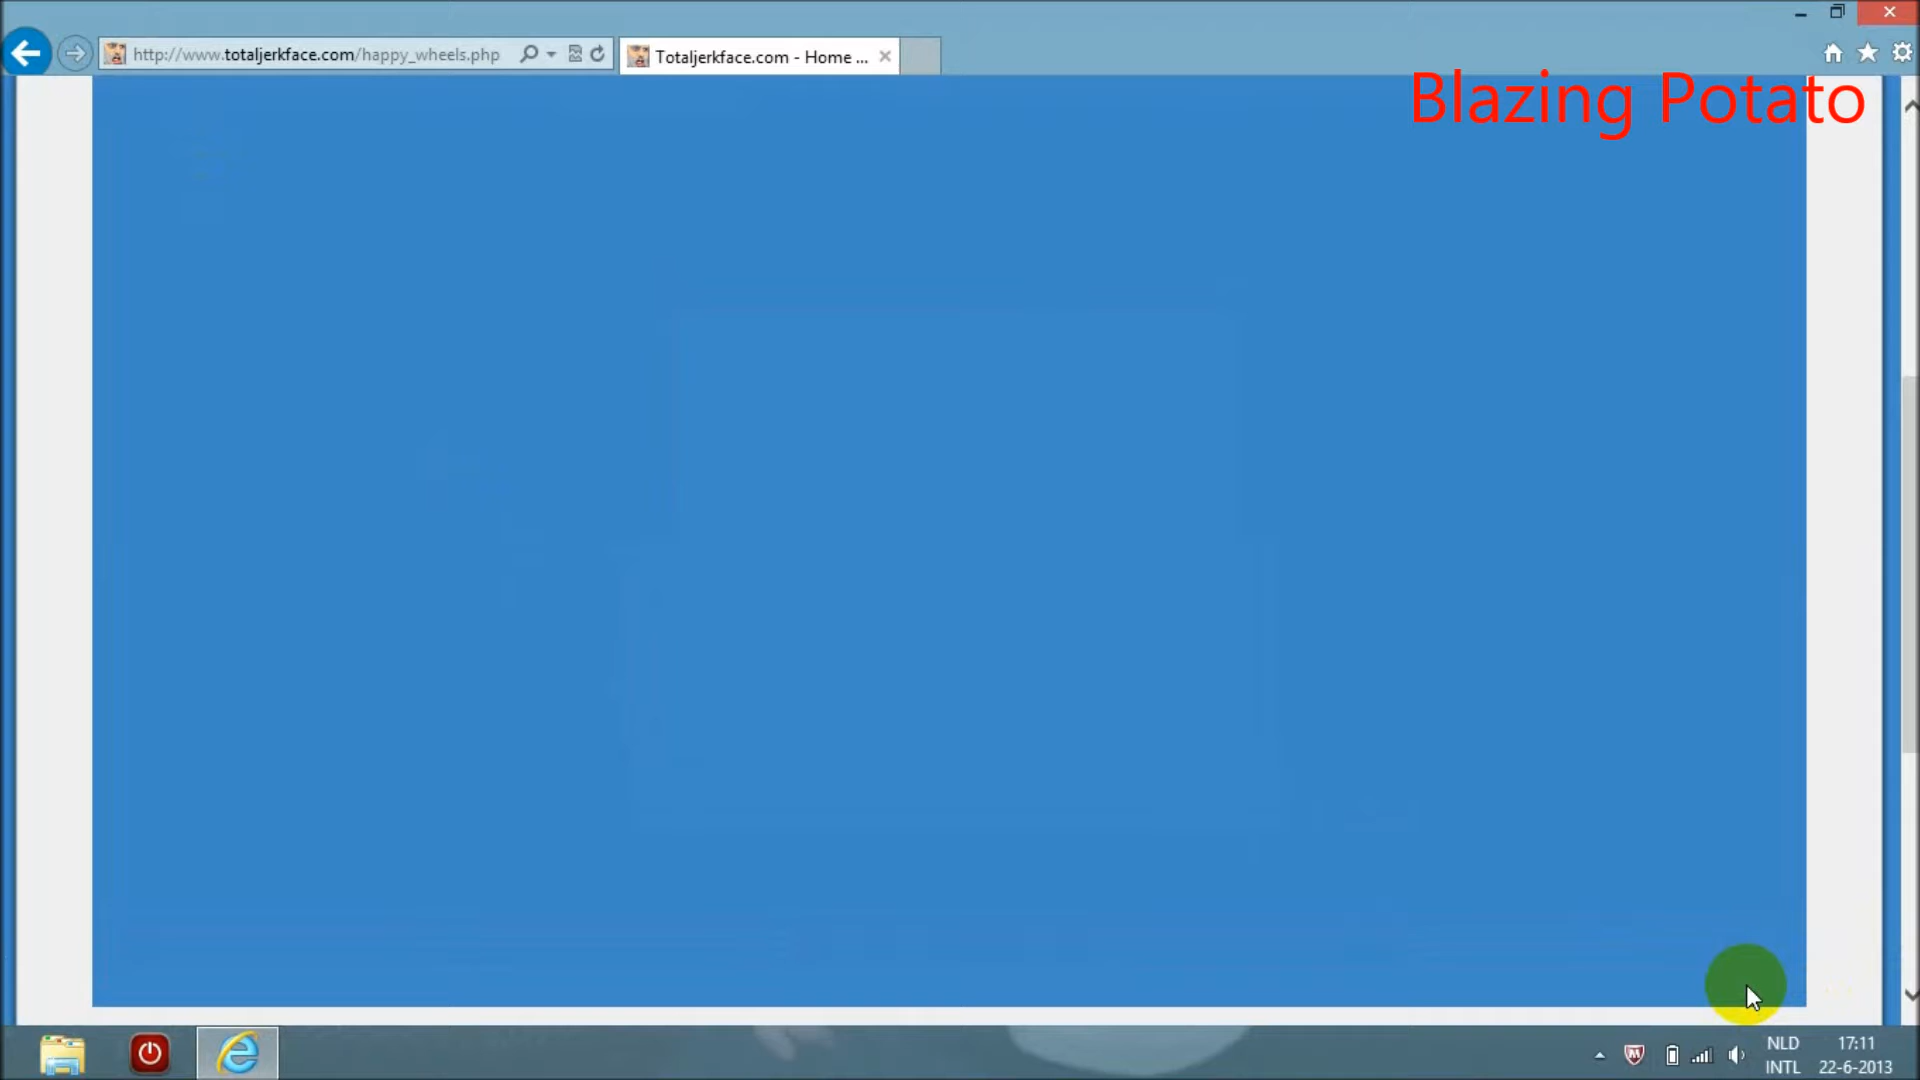 http://www.totaljerkface.com/happy_wheels.php
Totaljerkface.com - Home ...
Blazing Potato
NLD
17:11
INTL
22-6-2013